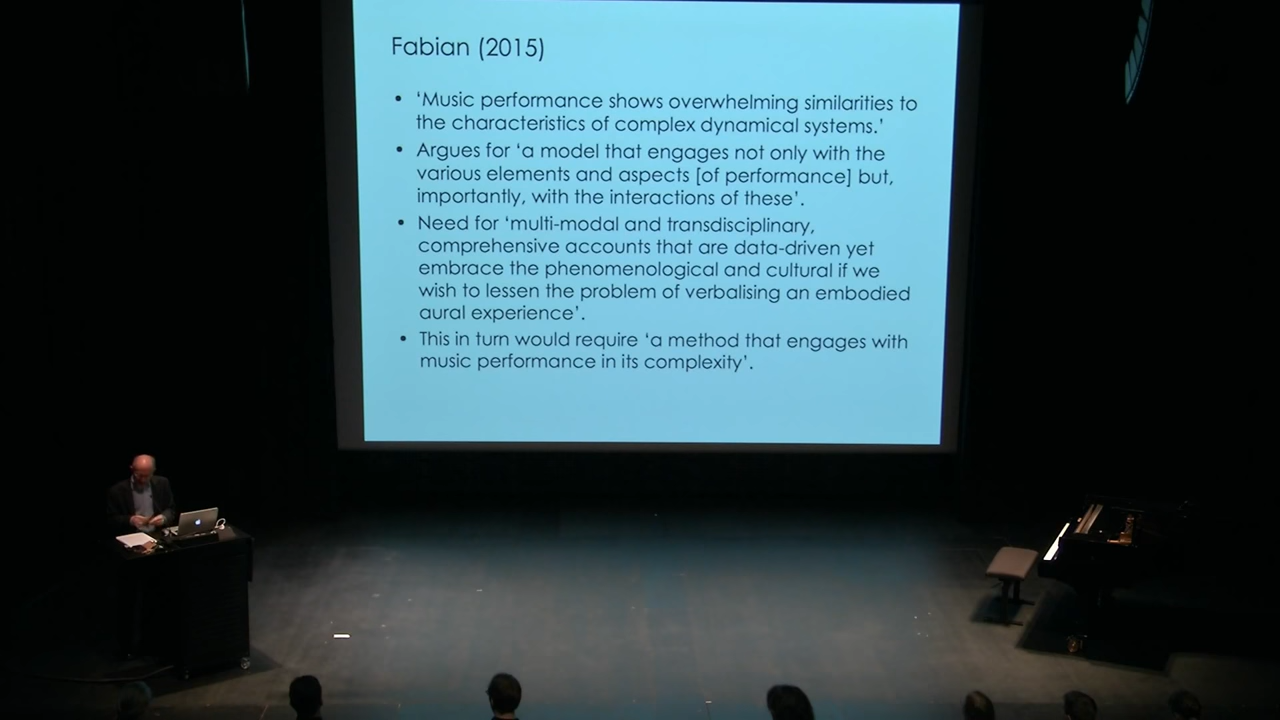 Fabian (2015)
• 'Music performance shows overwhelming similarities to
the characteristics of complex dynamical systems.'
• Argues for 'a model that engages not only with the
various elements and aspects [of performance] but,
importantly, with the interactions of these'.
• Need for 'multi-modal and transdisciplinary,
comprehensive accounts that are data-driven yet
embrace the phenomenological and cultural if we
wish to lessen the problem of verbalising an embodied
aural experience'.
• This in turn would require 'a method that engages with
music performance in its complexity'.